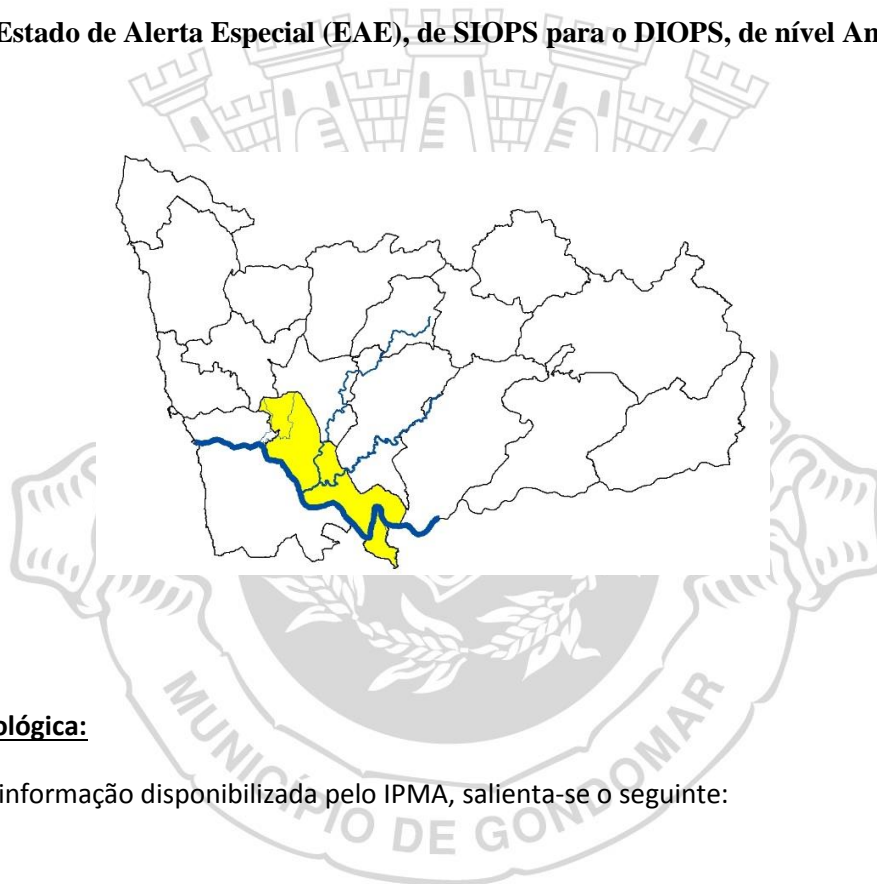 Estado de Alerta Especial (EAE), de SIOPS para o DIOPS, de nível
ológica:
informação disponibilizada pelo IPMA, salienta-se o seguinte:
MUNICÍPIO DE GONDOMAR